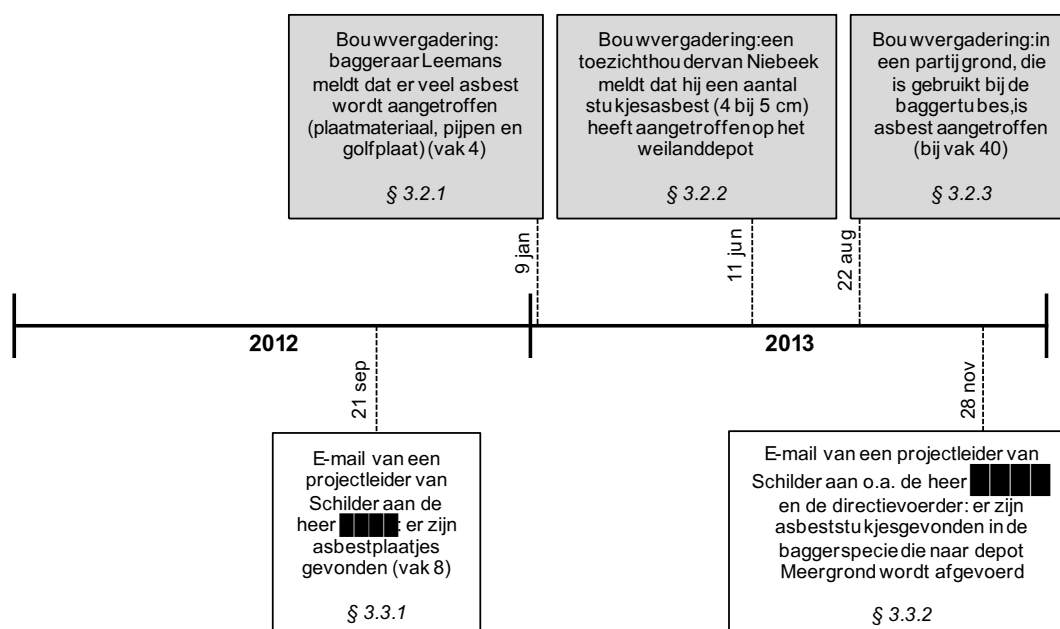 Bouwvergadering:
baggeraar Leemans
meldt dat er veel asbest
wordt aangetroffen
(plaatmateriaal, pijpen en
golfplaat) (vak 4)
§ 3.2.1
Bouwvergadering:een
toezichthoudervan Niebeek
meldt dat hij een aantal
stukjesasbest (4 bij 5 cm)
heeft aangetroffen op het
weilanddepot
§ 3.2.2
Bouwvergadering:in
een partij grond, die
is gebruikt bij de
baggertubes,is
asbest aangetroffen
(bij vak 40)
§ 3.2.3
9 jan
11 jun
22 aug
2012
2013
21 sep
28 nov
E-mail van een
projectleider van
Schilder aan de
heer : er zijn
asbestplaatjes
gevonden (vak 8)
§ 3.3.1
E-mail van een projectleider van
Schilder aan o.a. de heer
en de directievoerder: er zijn
asbeststukjesgevonden in de
baggerspecie die naar depot
Meergrond wordt afgevoerd
§ 3.3.2